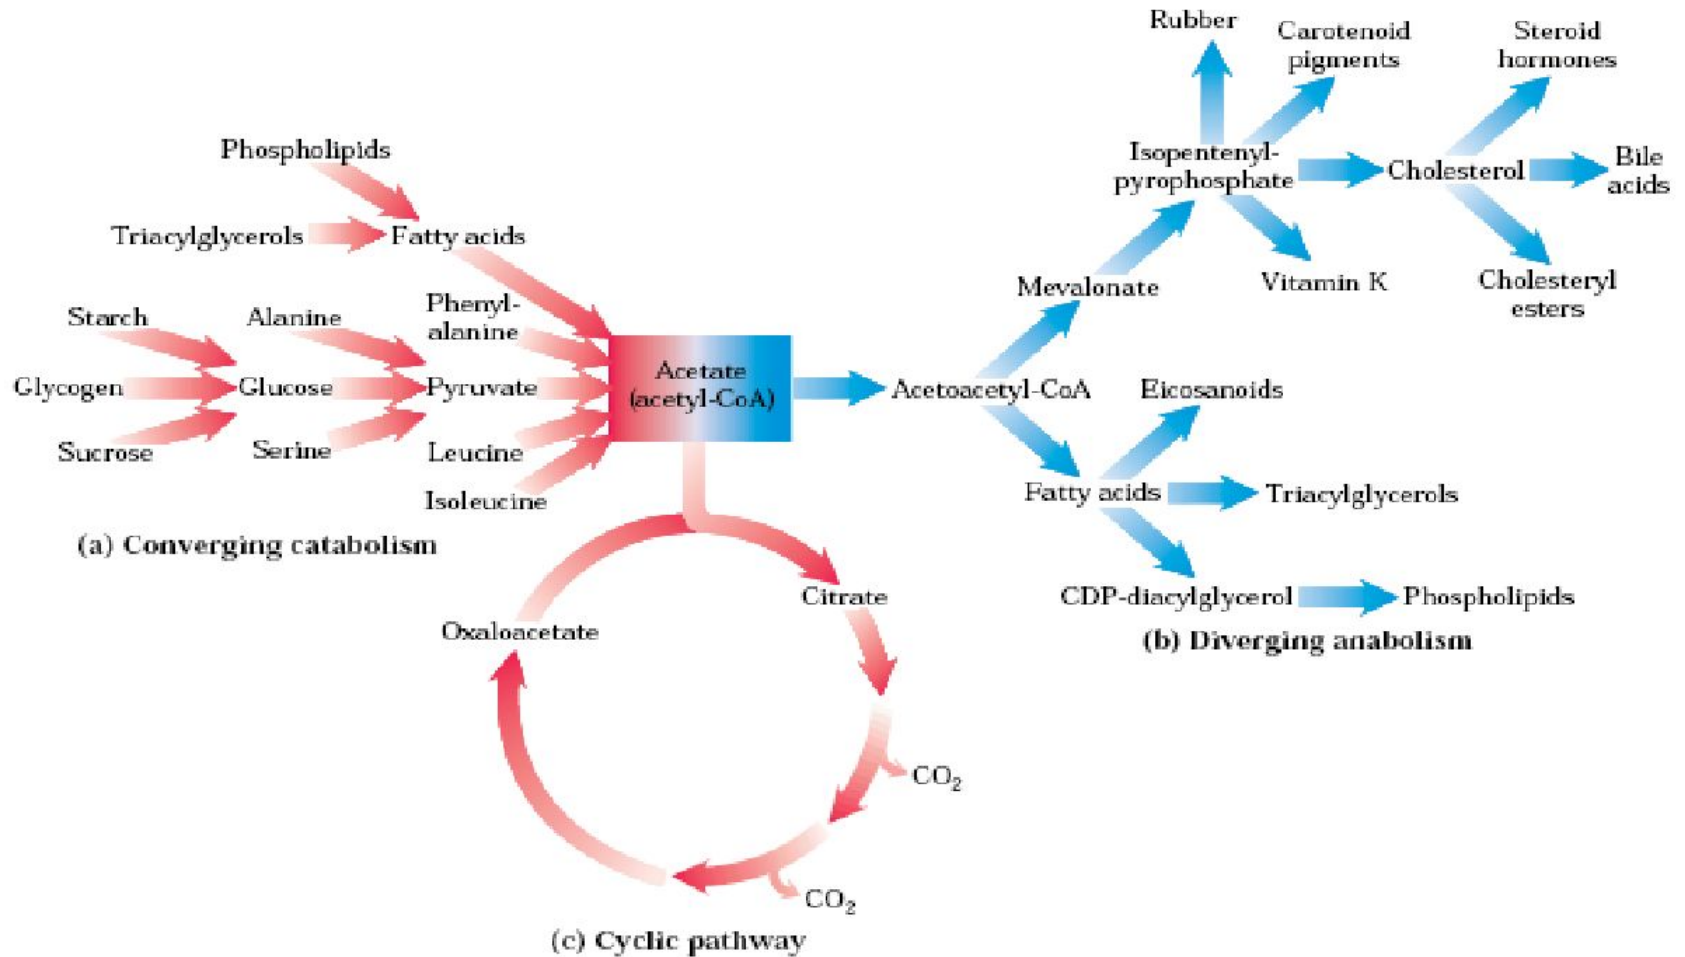 Rubber
Carotenoid
pigments
Steroid
hormones
Phospholipids
Isopentenyl-
pyrophosphate
Cholesterol
Bile
acids
Triacylglycerols
Fatty acids
Mevalonate
Vitamin K
Cholesteryl
esters
Starch
Alanine
Phenyl-
alanine
Glycogen
Glucose
Pyruvate
Acetate
(acetyl-CoA)
Acetoacetyl-CoA
Eicosanoids
Sucrose
Serine
Leucine
Isoleucine
Fatty acids
Triacylglycerols
(a) Converging catabolism
CDP-diacylglycerol
Phospholipids
(b) Diverging anabolism
Citrate
Oxaloacetate
CO2
CO2
(c) Cyclic pathway